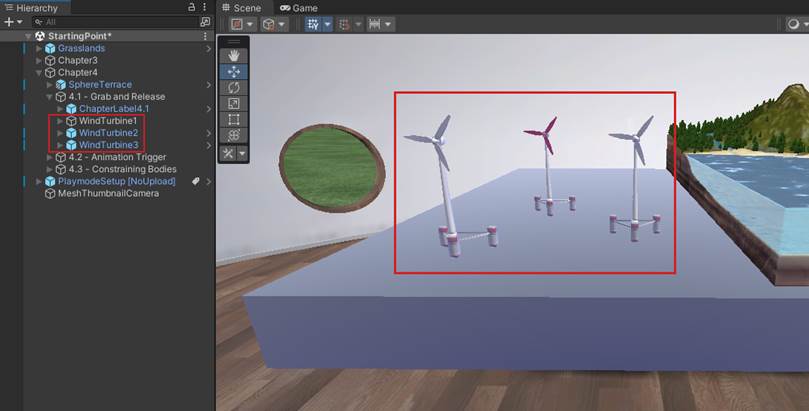 Hierarchy
All
StartingPoint*
Grasslands
Chapter3
Chapter4
SphereTerrace
4.1 - Grab and Release
ChapterLabel4.1
WindTurbine1
WindTurbine2
WindTurbine3
4.2 - Animation Trigger
4.3 - Constraining Bodies
PlaymodeSetup [NoUpload]
MeshThumbnailCamera
Scene Game